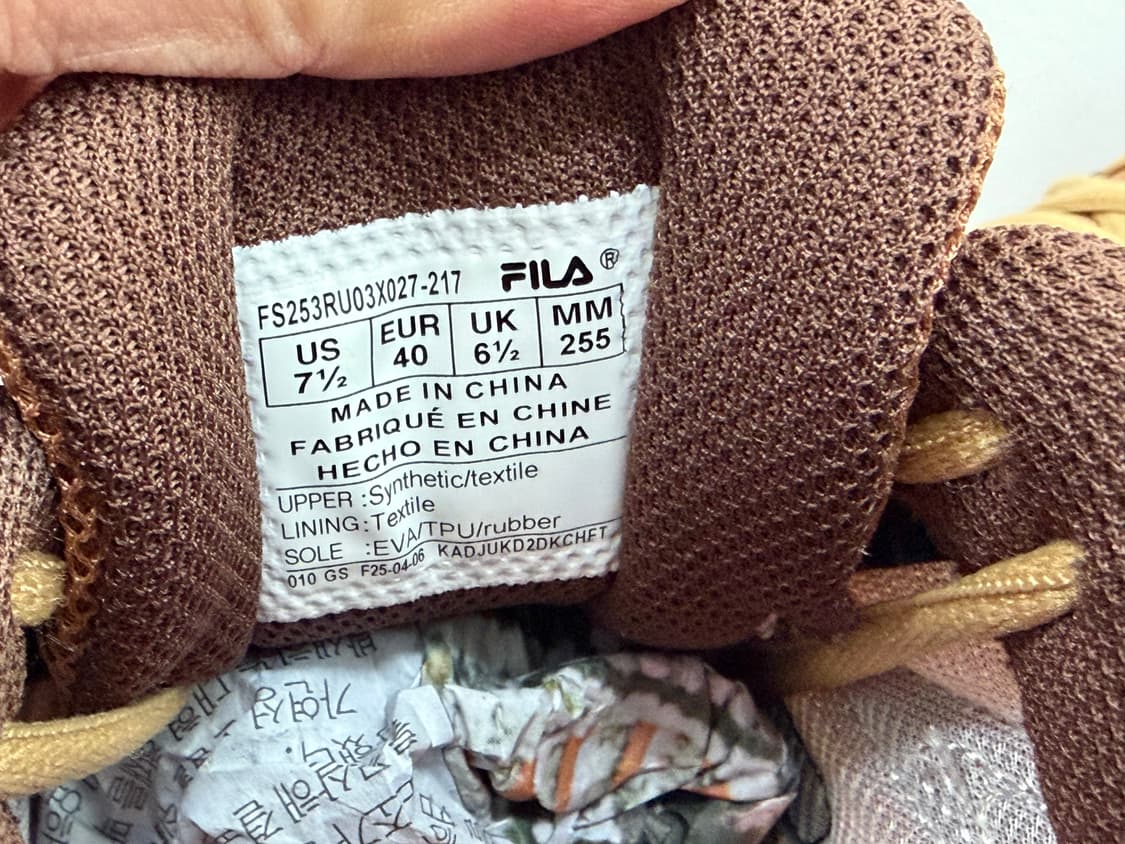 FS253RU03X027-217 FILA®
US EUR UK MM
7½ 40 6½ 255
MADE IN CHINA
FABRIQUÉ EN CHINE
HECHO EN CHINA
UPPER :Synthetic/textile
LINING:Textile
SOLE :EVA/TPU/rubber
010 GS F25-04-06 KADJUKD2DKCHFT